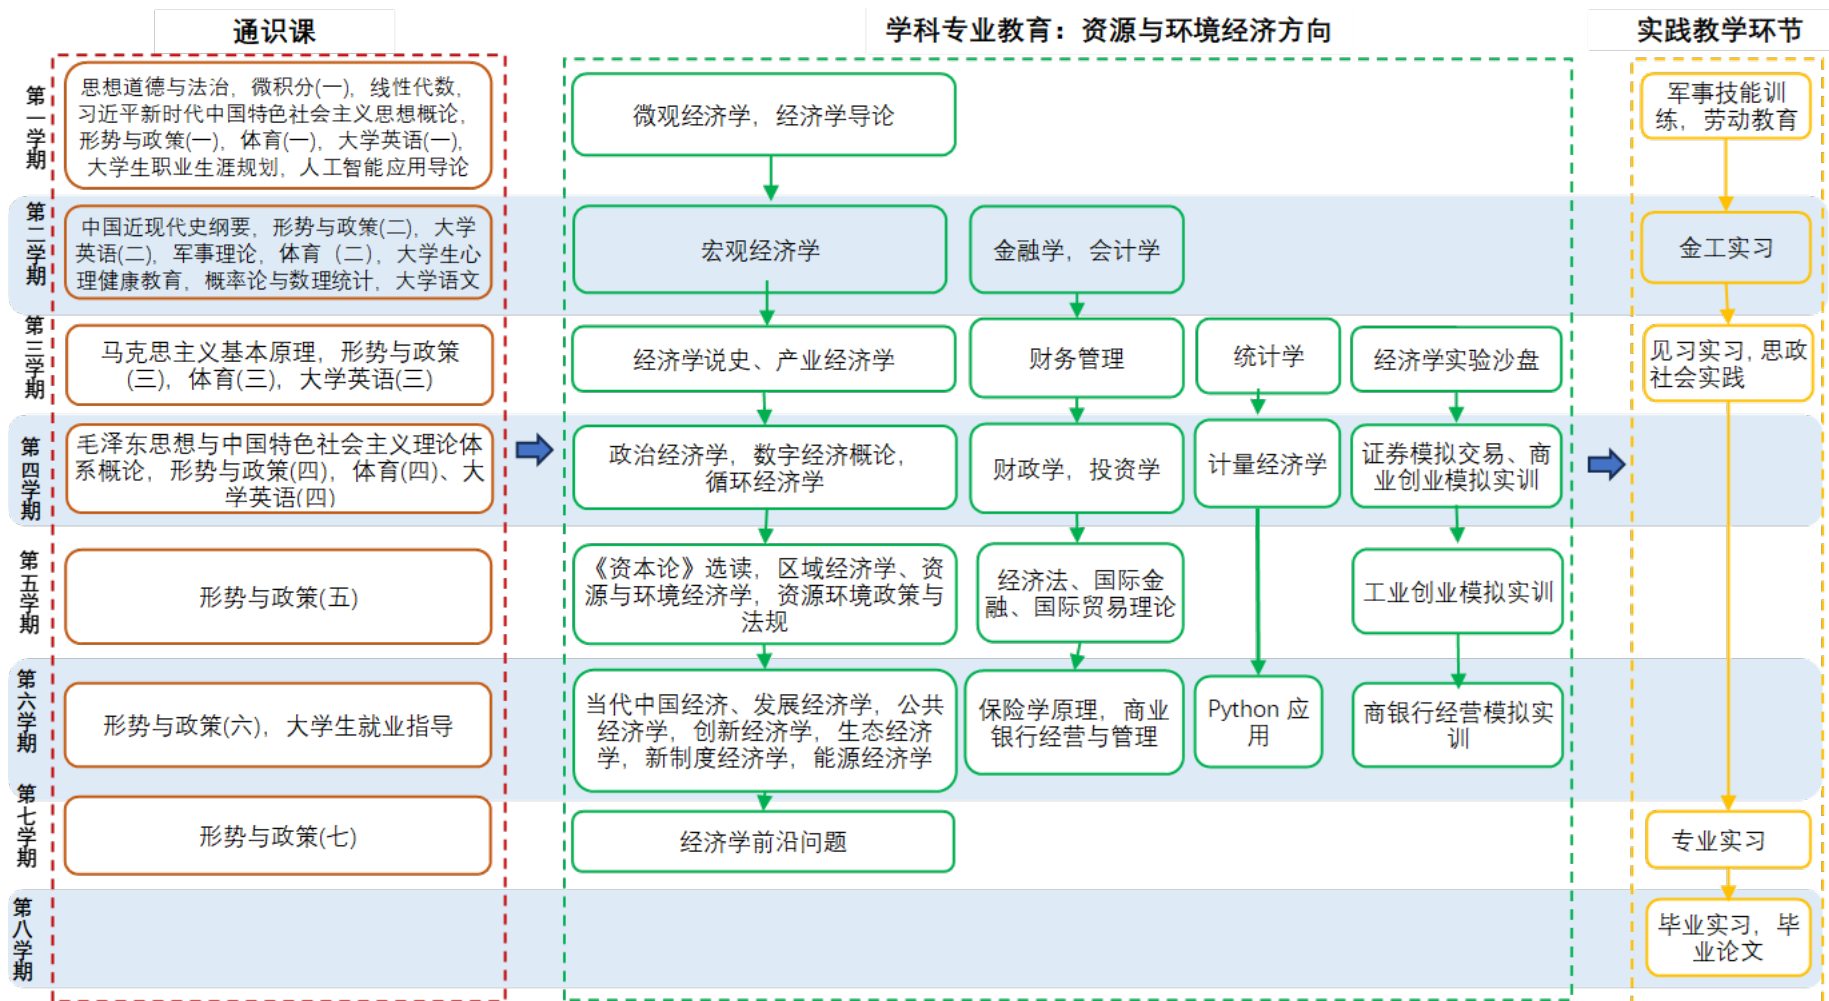 通识课
学科专业教育：资源与环境经济方向
实践教学环节
第一学期
思想道德与法治，微积分(一)，线性代数，
习近平新时代中国特色社会主义思想概论，
形势与政策(一)，体育(一)，大学英语(一)，
大学生职业生涯规划，人工智能应用导论
微观经济学，经济学导论
军事技能训
练，劳动教育
第二学期
中国近现代史纲要，形势与政策(二)，大学
英语(二)，军事理论，体育（二），大学生心
理健康教育，概率论与数理统计，大学语文
宏观经济学
金融学，会计学
金工实习
第三学期
马克思主义基本原理，形势与政策
(三)，体育(三)，大学英语(三)
经济学说史、产业经济学
财务管理
统计学
经济学实验沙盘
见习实习，思政
社会实践
第四学期
毛泽东思想与中国特色社会主义理论体
系概论，形势与政策(四)，体育(四)、大
学英语(四)
政治经济学，数字经济概论，
循环经济学
财政学，投资学
计量经济学
证券模拟交易、商
业创业模拟实训
第五学期
形势与政策(五)
《资本论》选读，区域经济学、资
源与环境经济学，资源环境政策与
法规
经济法、国际金
融、国际贸易理论
工业创业模拟实训
第六学期
形势与政策(六)，大学生就业指导
当代中国经济、发展经济学，公共
经济学，创新经济学，生态经济
学，新制度经济学，能源经济学
保险学原理，商业
银行经营与管理
Python 应
用
商银行经营模拟实
训
第七学期
形势与政策(七)
经济学前沿问题
专业实习
第八学期
毕业实习，毕
业论文